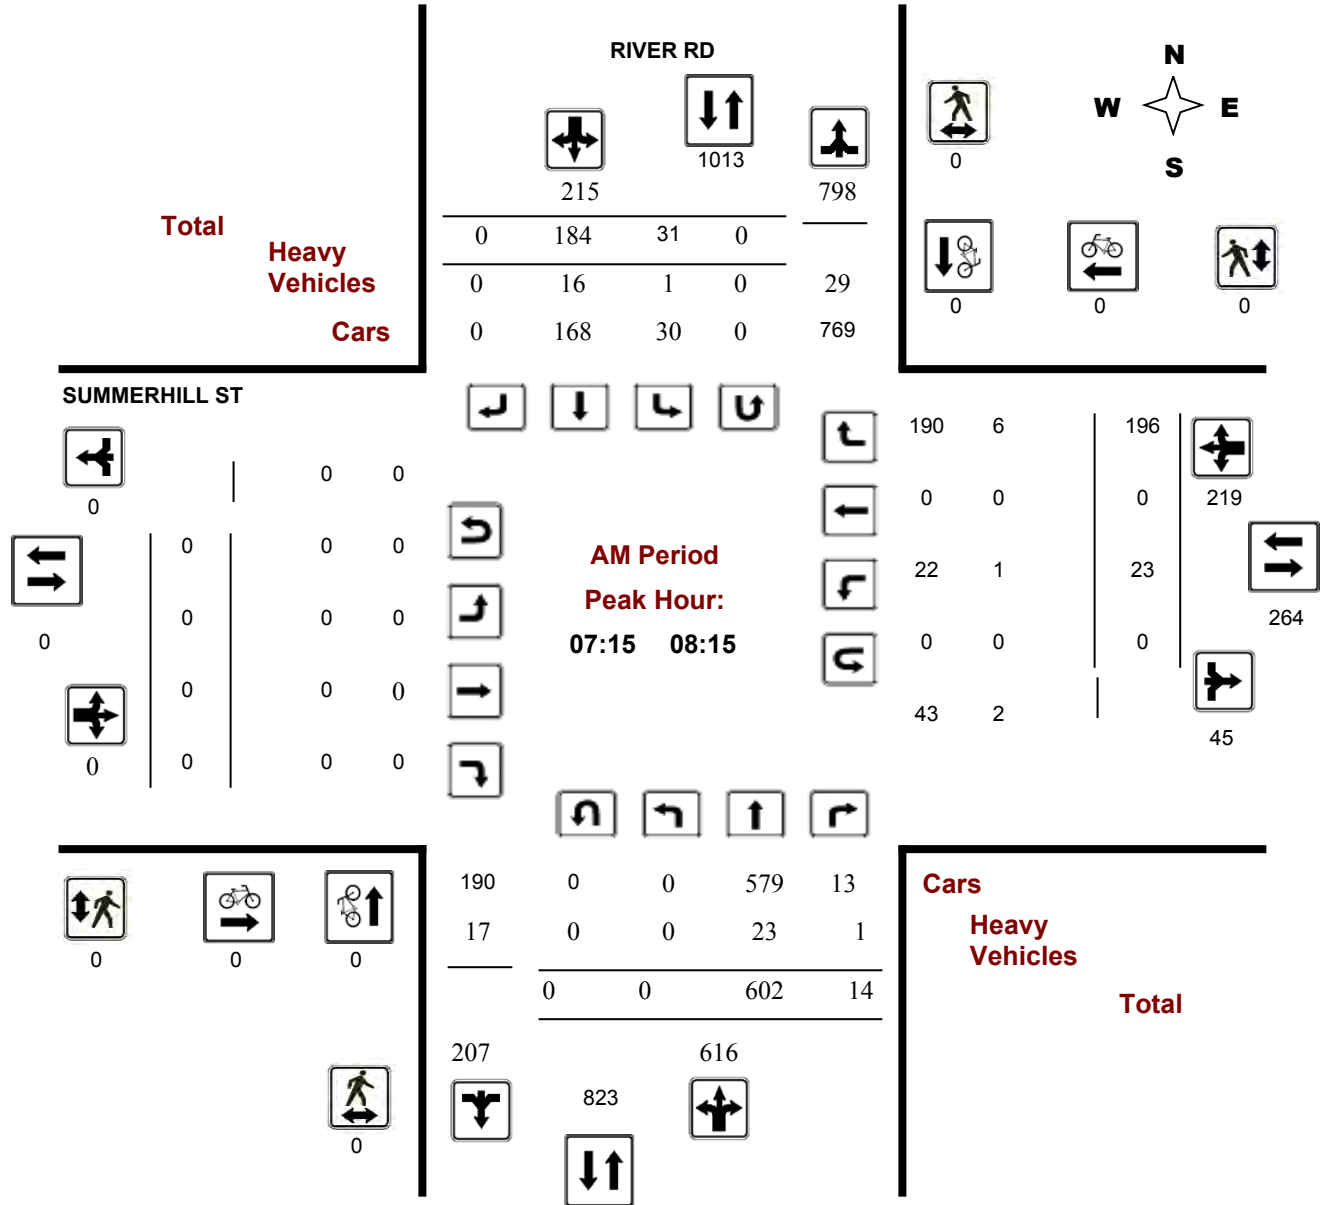 RIVER RD
N
W E
S
1013
0
215 798
Total
0 184 31 0
Heavy
Vehicles
0 16 1 0 29
0 0 0
Cars
0 168 30 0 769
SUMMERHILL ST
190 6 196
0 0
0
0 0 0 219
0 0 0
AM Period
22 1 23
Peak Hour:
0 0 0 264
0
07:15 08:15
0 0 0
0 0 0
43 2
45
0 0 0 0
190 0 0 579 13
Cars
17 0 0 23 1
Heavy
Vehicles
0 0 0
0 0 602 14
Total
207 616
823
0